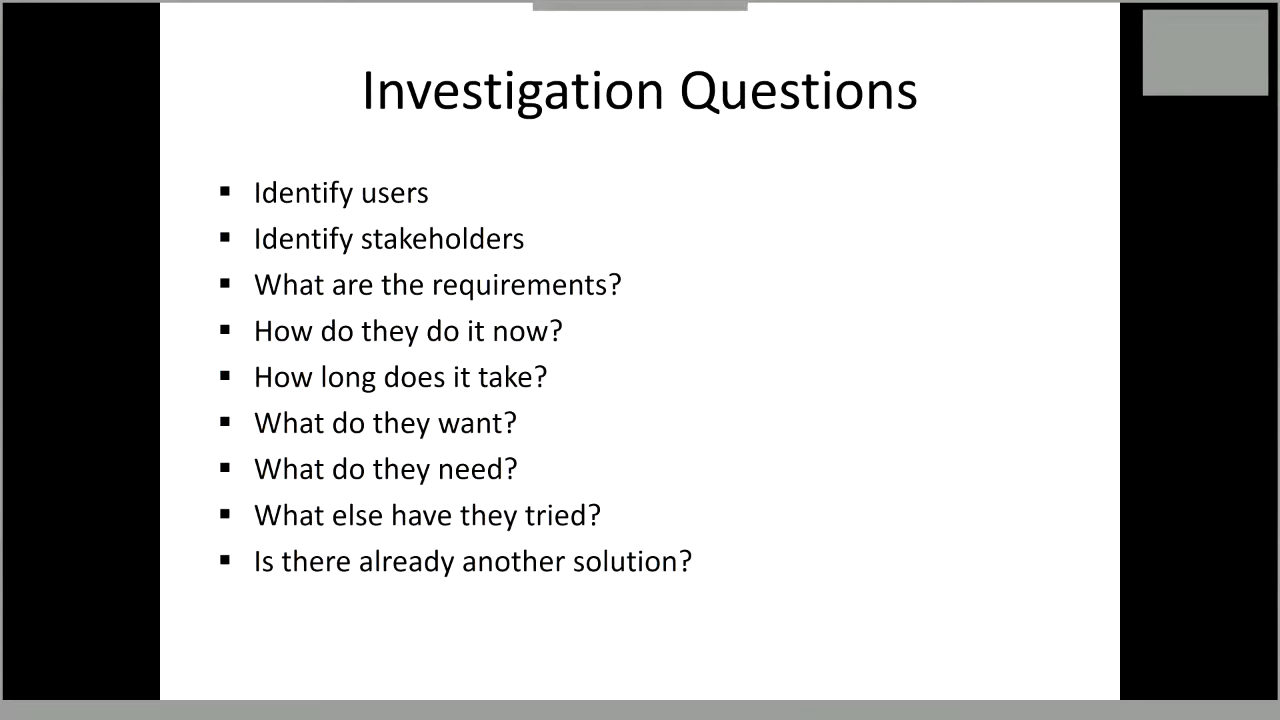 Investigation Questions
▪ Identify users
▪ Identify stakeholders
▪ What are the requirements?
▪ How do they do it now?
▪ How long does it take?
▪ What do they want?
▪ What do they need?
▪ What else have they tried?
▪ Is there already another solution?